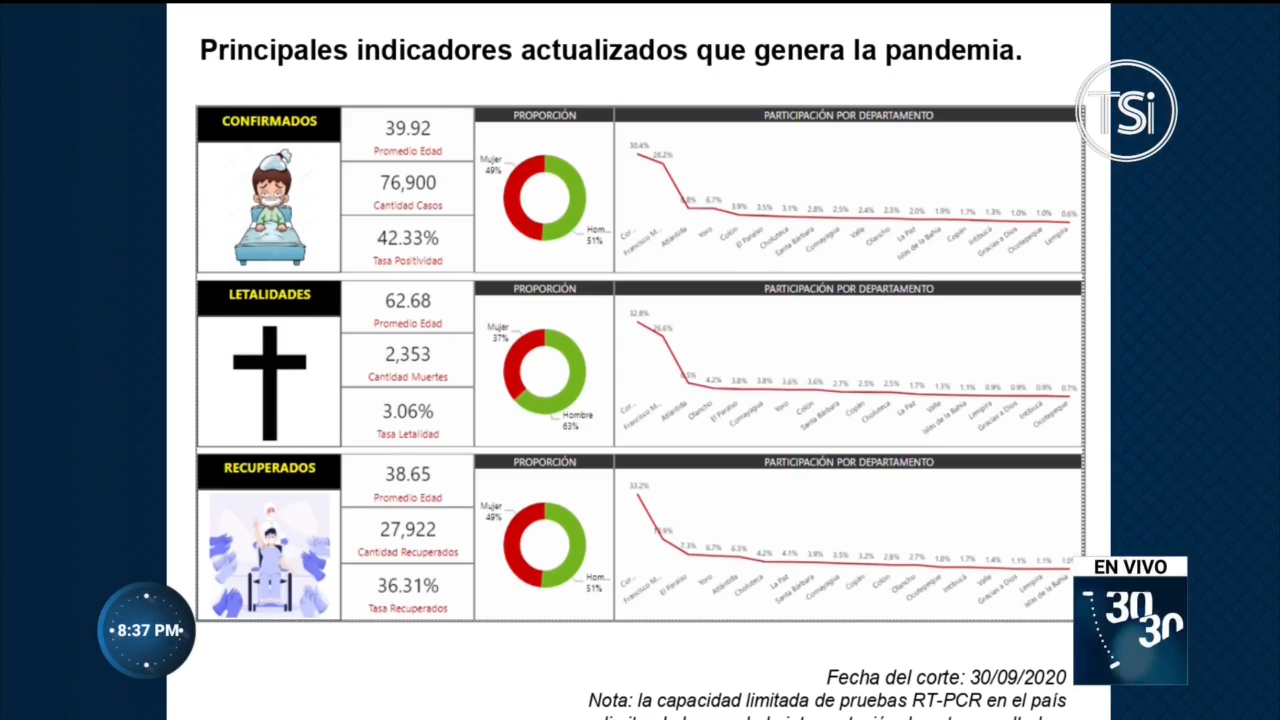 Principales indicadores actualizados que genera la pandemia.
TSi
CONFIRMADOS
39.92
Promedio Edad
76,900
Cantidad Casos
42.33%
Tasa Positividad
PROPORCIÓN
Mujer
49%
Hom...
51%
PARTICIPACIÓN POR DEPARTAMENTO
30.4% 26.2% 6.7% 3.9% 3.5% 3.1% 2.8% 2.5% 2.4% 2.3% 2.0% 1.9% 1.7% 1.3% 1.0% 1.0% 0.6%
Cor... Francisco M... Atlántida Yoro Colón El Paraíso Choluteca Santa Bárbara Comayagua Valle Olancho La Paz Islas de la Bahía Copán Intibucá Gracias a Dios Ocotepeque Lempira
LETALIDADES
62.68
Promedio Edad
2,353
Cantidad Muertes
3.06%
Tasa Letalidad
PROPORCIÓN
Mujer
37%
Hombre
63%
PARTICIPACIÓN POR DEPARTAMENTO
32.8% 26.6% 4.2% 3.8% 3.8% 3.6% 3.6% 2.7% 2.5% 2.5% 1.7% 1.3% 1.1% 0.9% 0.9% 0.9% 0.7%
Cor... Francisco M... Atlántida Olancho El Paraíso Comayagua Yoro Colón Santa Bárbara Copán Choluteca La Paz Valle Islas de la Bahía Lempira Gracias a Dios Intibucá Ocotepeque
RECUPERADOS
38.65
Promedio Edad
27,922
Cantidad Recuperados
36.31%
Tasa Recuperados
PROPORCIÓN
Mujer
49%
Hom...
51%
PARTICIPACIÓN POR DEPARTAMENTO
33.2% 7.3% 6.7% 6.3% 4.2% 4.1% 3.8% 3.5% 3.2% 2.8% 2.7% 1.8% 1.7% 1.4% 1.1% 1.1%
Cor... Francisco M... El Paraíso Yoro Atlántida Choluteca La Paz Santa Bárbara Comayagua Copán Colón Olancho Ocotepeque Intibucá Valle Gracias a Dios Lempira Islas de la Bahía
EN VIVO
30
30
8:37 PM
Fecha del corte: 30/09/2020
Nota: la capacidad limitada de pruebas RT-PCR en el país